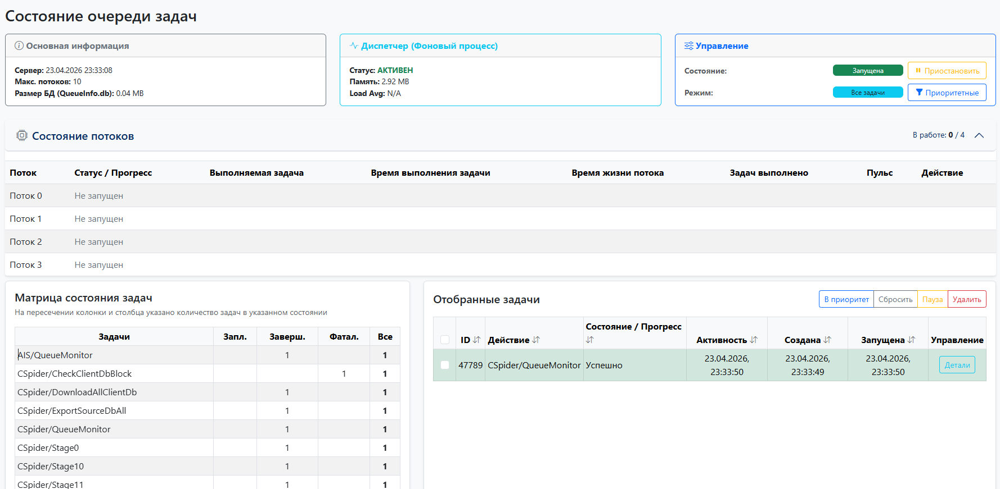 Состояние очереди задач
Основная информация
Сервер: 23.04.2026 23:33:08
Макс. потоков: 10
Размер БД (QueueInfo.db): 0.04 MB
Диспетчер (Фоновый процесс)
Статус: АКТИВЕН
Память: 2.92 MB
Load Avg: N/A
Управление
Состояние: Запущена Приостановить
Режим: Все задачи Приоритетные
Состояние потоков В работе: 0 / 4
Поток Статус / Прогресс Выполняемая задача Время выполнения задачи Время жизни потока Задач выполнено Пульс Действие
Поток 0 Не запущен
Поток 1 Не запущен
Поток 2 Не запущен
Поток 3 Не запущен
Матрица состояния задач
На пересечении колонки и столбца указано количество задач в указанном состоянии
Задачи Запл. Заверш. Фатал. Все
AIS/QueueMonitor 1 1
CSpider/CheckClientDbBlock 1 1
CSpider/DownloadAllClientDb 1 1
CSpider/ExportSourceDbAll 1 1
CSpider/QueueMonitor 1 1
CSpider/Stage0 1 1
CSpider/Stage10 1 1
CSpider/Stage11 1 1
Отобранные задачи В приоритет Сбросить Пауза Удалить
ID Действие Состояние / Прогресс Активность Создана Запущена Управление
47789 CSpider/QueueMonitor Успешно 23.04.2026, 23.04.2026, 23.04.2026, Детали
23:33:50 23:33:49 23:33:50